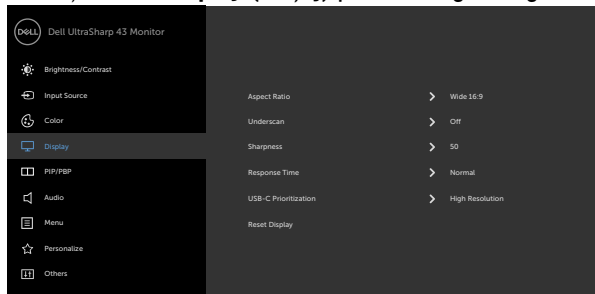 DELL Dell UltraSharp 43 Monitor
Brightness/Contrast
Input Source
Color
Display
PIP/PBP
Audio
Menu
Personalize
Others
Aspect Ratio Wide 16:9
Underscan Off
Sharpness 50
Response Time Normal
USB-C Prioritization High Resolution
Reset Display